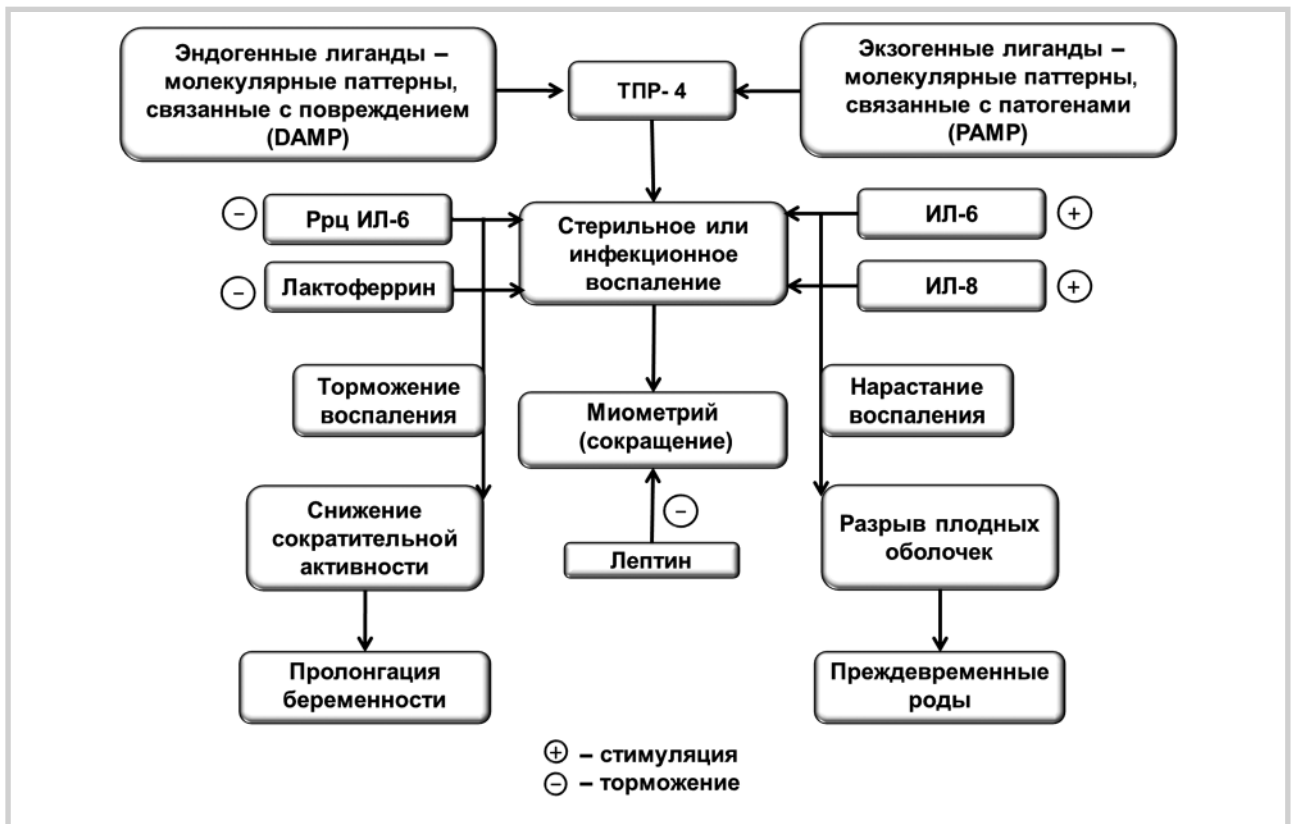 Эндогенные лиганды –
молекулярные паттерны,
связанные с повреждением
(DAMP)
ТПР- 4
Экзогенные лиганды –
молекулярные паттерны,
связанные с патогенами
(PAMP)
− Ррц ИЛ-6
Стерильное или
инфекционное
воспаление
ИЛ-6 +
− Лактоферрин
ИЛ-8 +
Торможение
воспаления
Миометрий
(сокращение)
Нарастание
воспаления
Снижение
сократительной
активности
−
Лептин
Разрыв плодных
оболочек
Пролонгация
беременности
Преждевременные
роды
+ – стимуляция
− – торможение